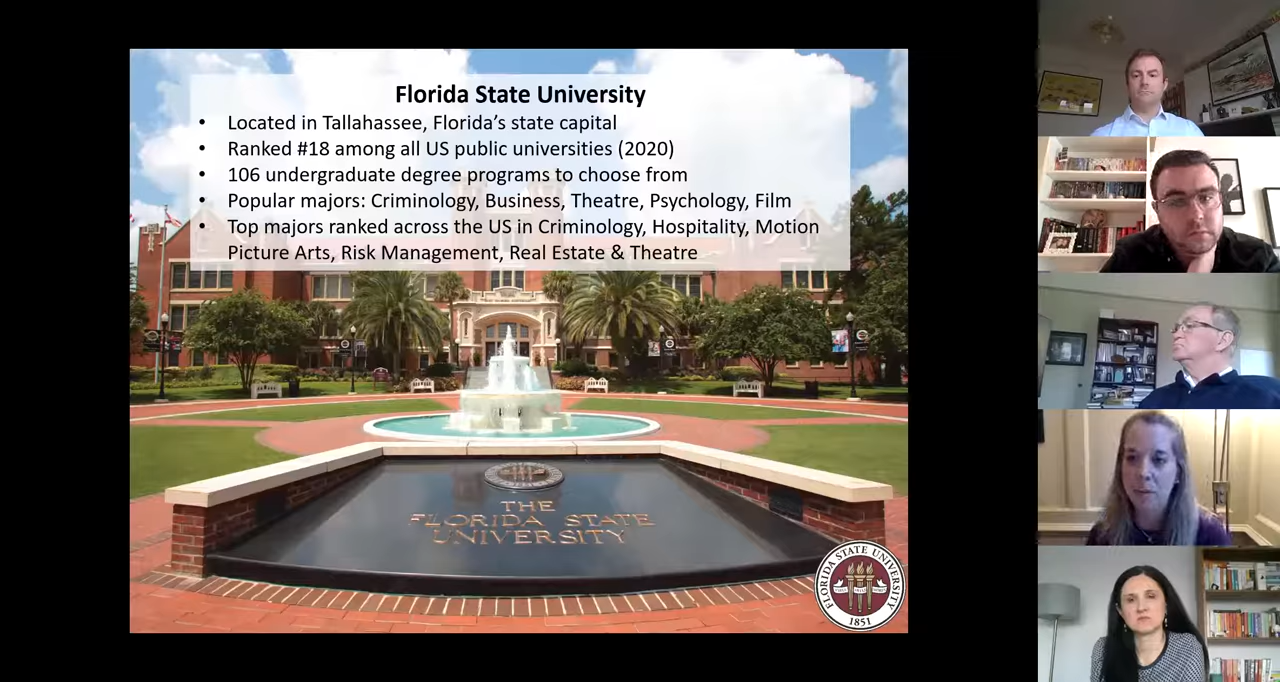 Florida State University
• Located in Tallahassee, Florida’s state capital
• Ranked #18 among all US public universities (2020)
• 106 undergraduate degree programs to choose from
• Popular majors: Criminology, Business, Theatre, Psychology, Film
• Top majors ranked across the US in Criminology, Hospitality, Motion
Picture Arts, Risk Management, Real Estate & Theatre
THE
FLORIDA STATE
UNIVERSITY
FLORIDA STATE UNIVERSITY
1851